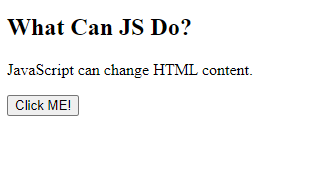 What Can JS Do?
JavaScript can change HTML content.
Click ME!